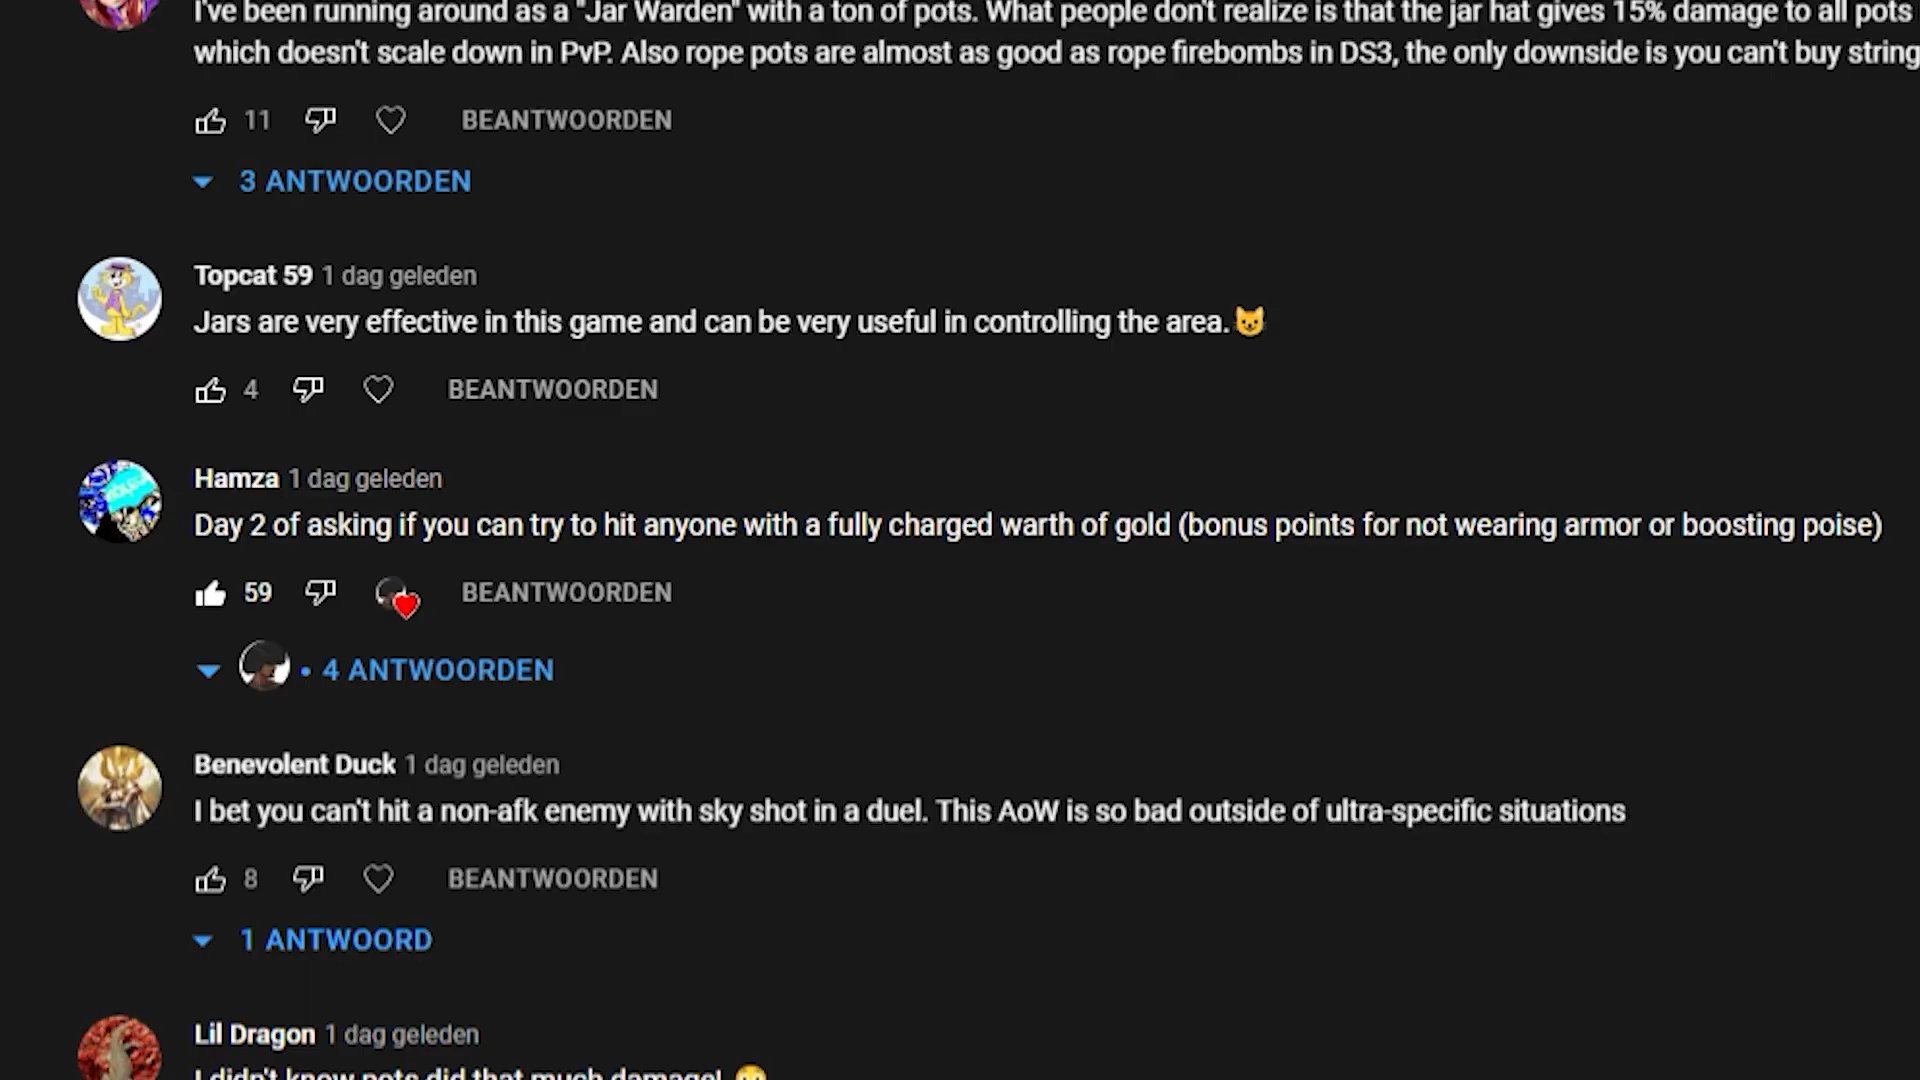 I've been running around as a "Jar Warden" with a ton of pots. What people don't realize is that the jar hat gives 15% damage to all pots
which doesn't scale down in PvP. Also rope pots are almost as good as rope firebombs in DS3, the only downside is you can't buy string
11 BEANTWOORDEN
3 ANTWOORDEN
Topcat 59 1 dag geleden
Jars are very effective in this game and can be very useful in controlling the area.😺
4 BEANTWOORDEN
Hamza 1 dag geleden
Day 2 of asking if you can try to hit anyone with a fully charged warth of gold (bonus points for not wearing armor or boosting poise)
59 BEANTWOORDEN
• 4 ANTWOORDEN
Benevolent Duck 1 dag geleden
I bet you can't hit a non-afk enemy with sky shot in a duel. This AoW is so bad outside of ultra-specific situations
8 BEANTWOORDEN
1 ANTWOORD
Lil Dragon 1 dag geleden
I didn't know pots did that much damage!